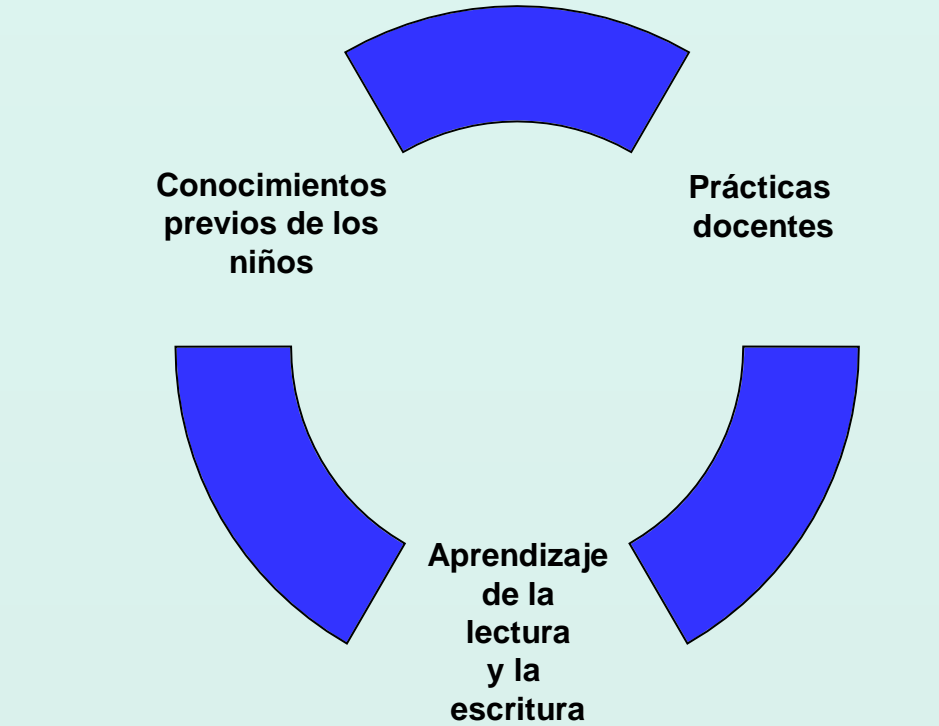 Conocimientos
previos de los
niños
Prácticas
docentes
Aprendizaje
de la
lectura
y la
escritura